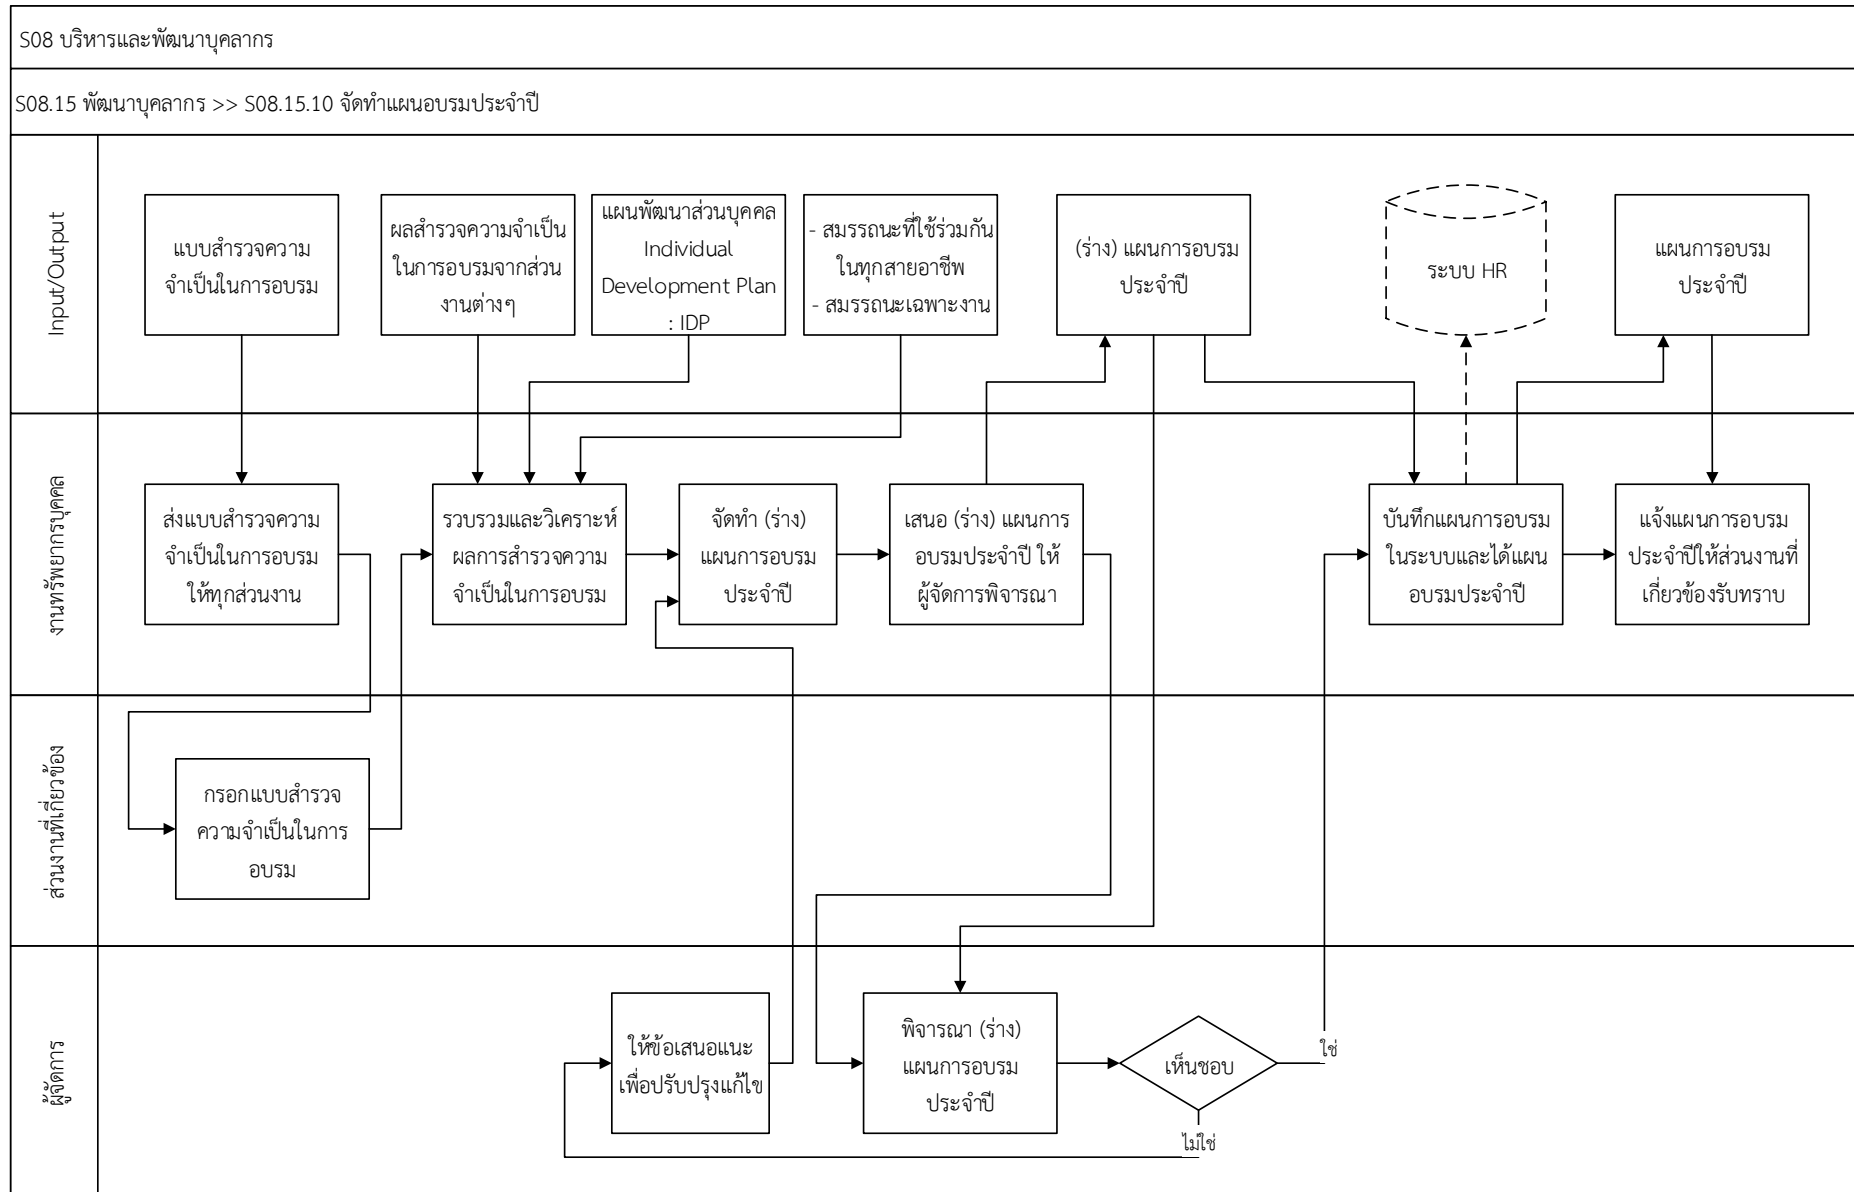 S08 บริหารและพัฒนาบุคลากร
S08.15 พัฒนาบุคลากร >> S08.15.10 จัดทำแผนอบรมประจำปี
Input/Output
แบบสำรวจความ
จำเป็นในการอบรม
ผลสำรวจความจำเป็น
ในการอบรมจากส่วน
งานต่างๆ
แผนพัฒนาส่วนบุคคล
Individual
Development Plan
: IDP
- สมรรถนะที่ใช้ร่วมกัน
ในทุกสายอาชีพ
- สมรรถนะเฉพาะงาน
(ร่าง) แผนการอบรม
ประจำปี
ระบบ HR
แผนการอบรม
ประจำปี
งานทรัพยากรบุคคล
ส่งแบบสำรวจความ
จำเป็นในการอบรม
ให้ทุกส่วนงาน
รวบรวมและวิเคราะห์
ผลการสำรวจความ
จำเป็นในการอบรม
จัดทำ (ร่าง)
แผนการอบรม
ประจำปี
เสนอ (ร่าง) แผนการ
อบรมประจำปี ให้
ผู้จัดการพิจารณา
บันทึกแผนการอบรม
ในระบบและได้แผน
อบรมประจำปี
แจ้งแผนการอบรม
ประจำปีให้ส่วนงานที่
เกี่ยวข้องรับทราบ
ส่วนงานที่เกี่ยวข้อง
กรอกแบบสำรวจ
ความจำเป็นในการ
อบรม
ผู้จัดการ
ให้ข้อเสนอแนะ
เพื่อปรับปรุงแก้ไข
พิจารณา (ร่าง)
แผนการอบรม
ประจำปี
เห็นชอบ
ใช่
ไม่ใช่